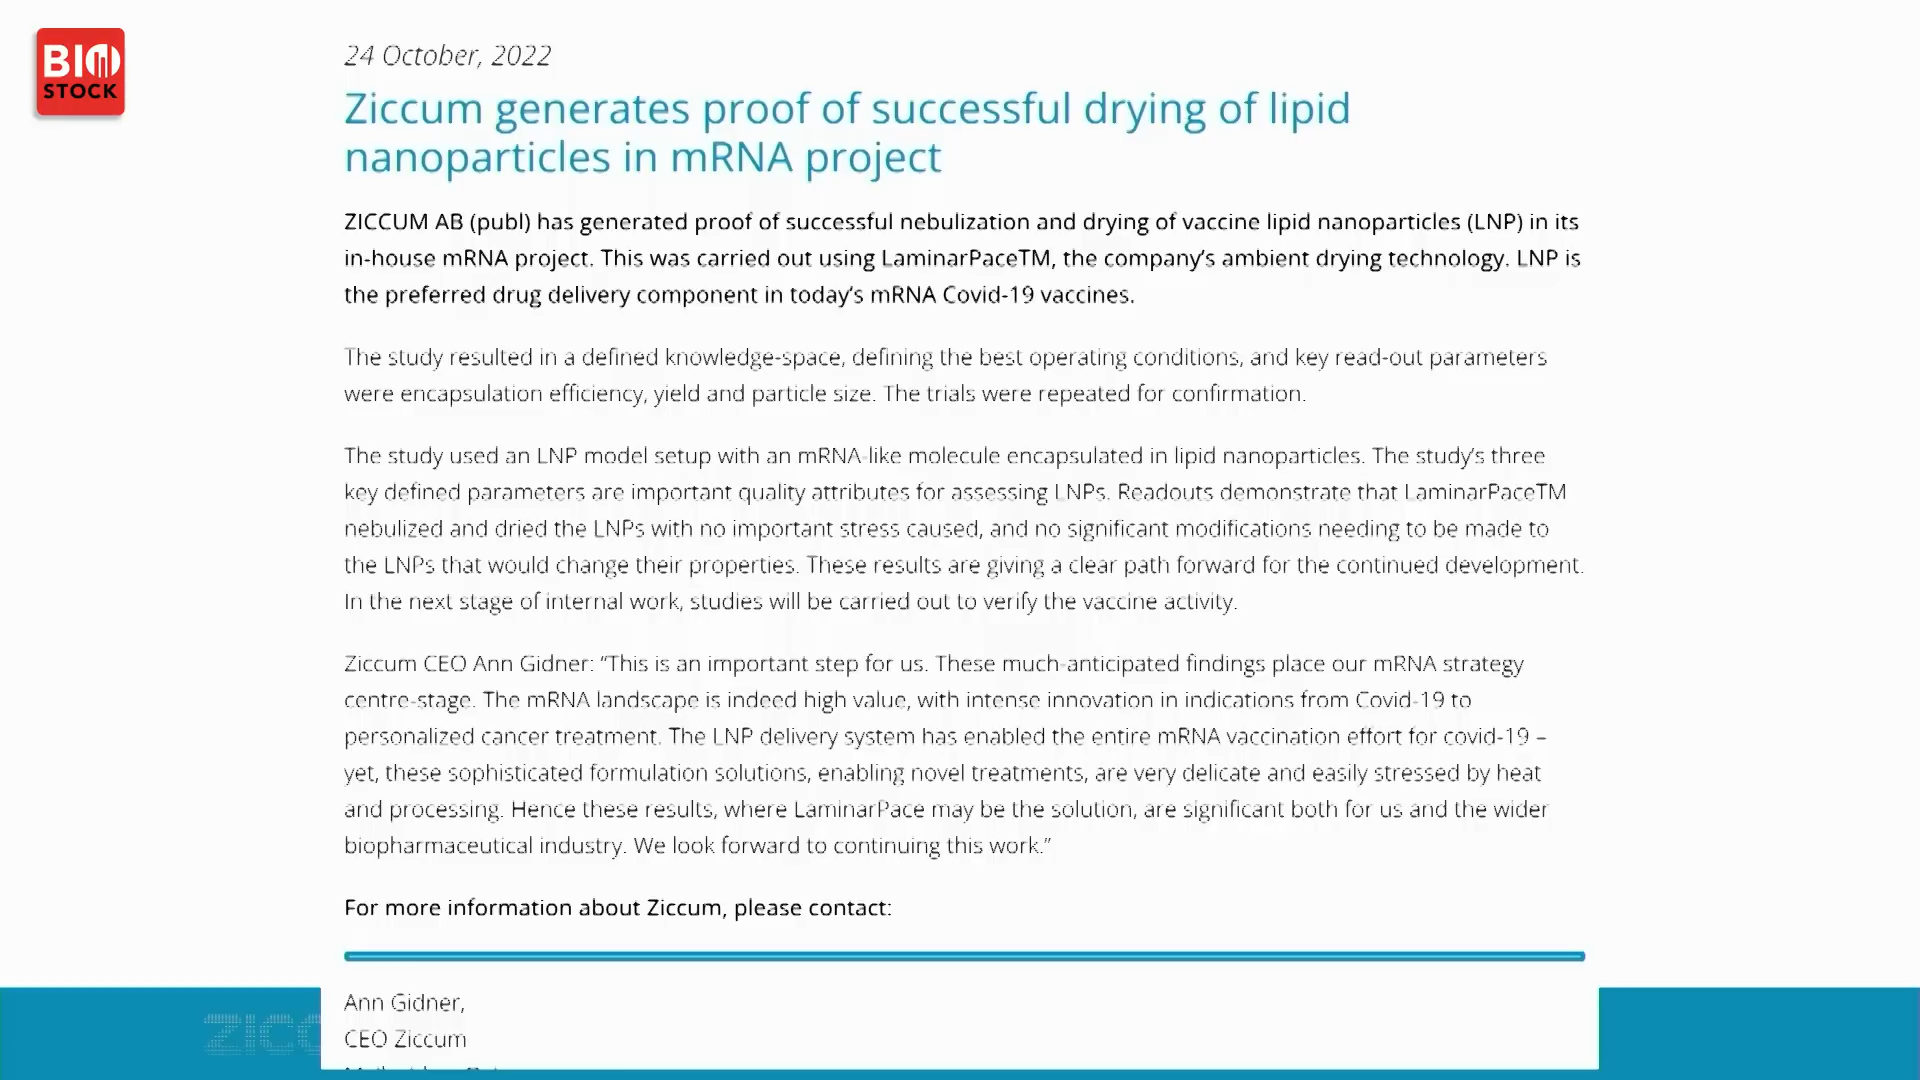 BIO
STOCK
24 October, 2022
Ziccum generates proof of successful drying of lipid
nanoparticles in mRNA project
ZICCUM AB (publ) has generated proof of successful nebulization and drying of vaccine lipid nanoparticles (LNP) in its
in-house mRNA project. This was carried out using LaminarPaceTM, the company’s ambient drying technology. LNP is
the preferred drug delivery component in today’s mRNA Covid-19 vaccines.
The study resulted in a defined knowledge-space, defining the best operating conditions, and key read-out parameters
were encapsulation efficiency, yield and particle size. The trials were repeated for confirmation.
The study used an LNP model setup with an mRNA-like molecule encapsulated in lipid nanoparticles. The study’s three
key defined parameters are important quality attributes for assessing LNPs. Readouts demonstrate that LaminarPaceTM
nebulized and dried the LNPs with no important stress caused, and no significant modifications needing to be made to
the LNPs that would change their properties. These results are giving a clear path forward for the continued development.
In the next stage of internal work, studies will be carried out to verify the vaccine activity.
Ziccum CEO Ann Gidner: “This is an important step for us. These much-anticipated findings place our mRNA strategy
centre-stage. The mRNA landscape is indeed high value, with intense innovation in indications from Covid-19 to
personalized cancer treatment. The LNP delivery system has enabled the entire mRNA vaccination effort for covid-19 –
yet, these sophisticated formulation solutions, enabling novel treatments, are very delicate and easily stressed by heat
and processing. Hence these results, where LaminarPace may be the solution, are significant both for us and the wider
biopharmaceutical industry. We look forward to continuing this work.”
For more information about Ziccum, please contact:
Ann Gidner,
CEO Ziccum